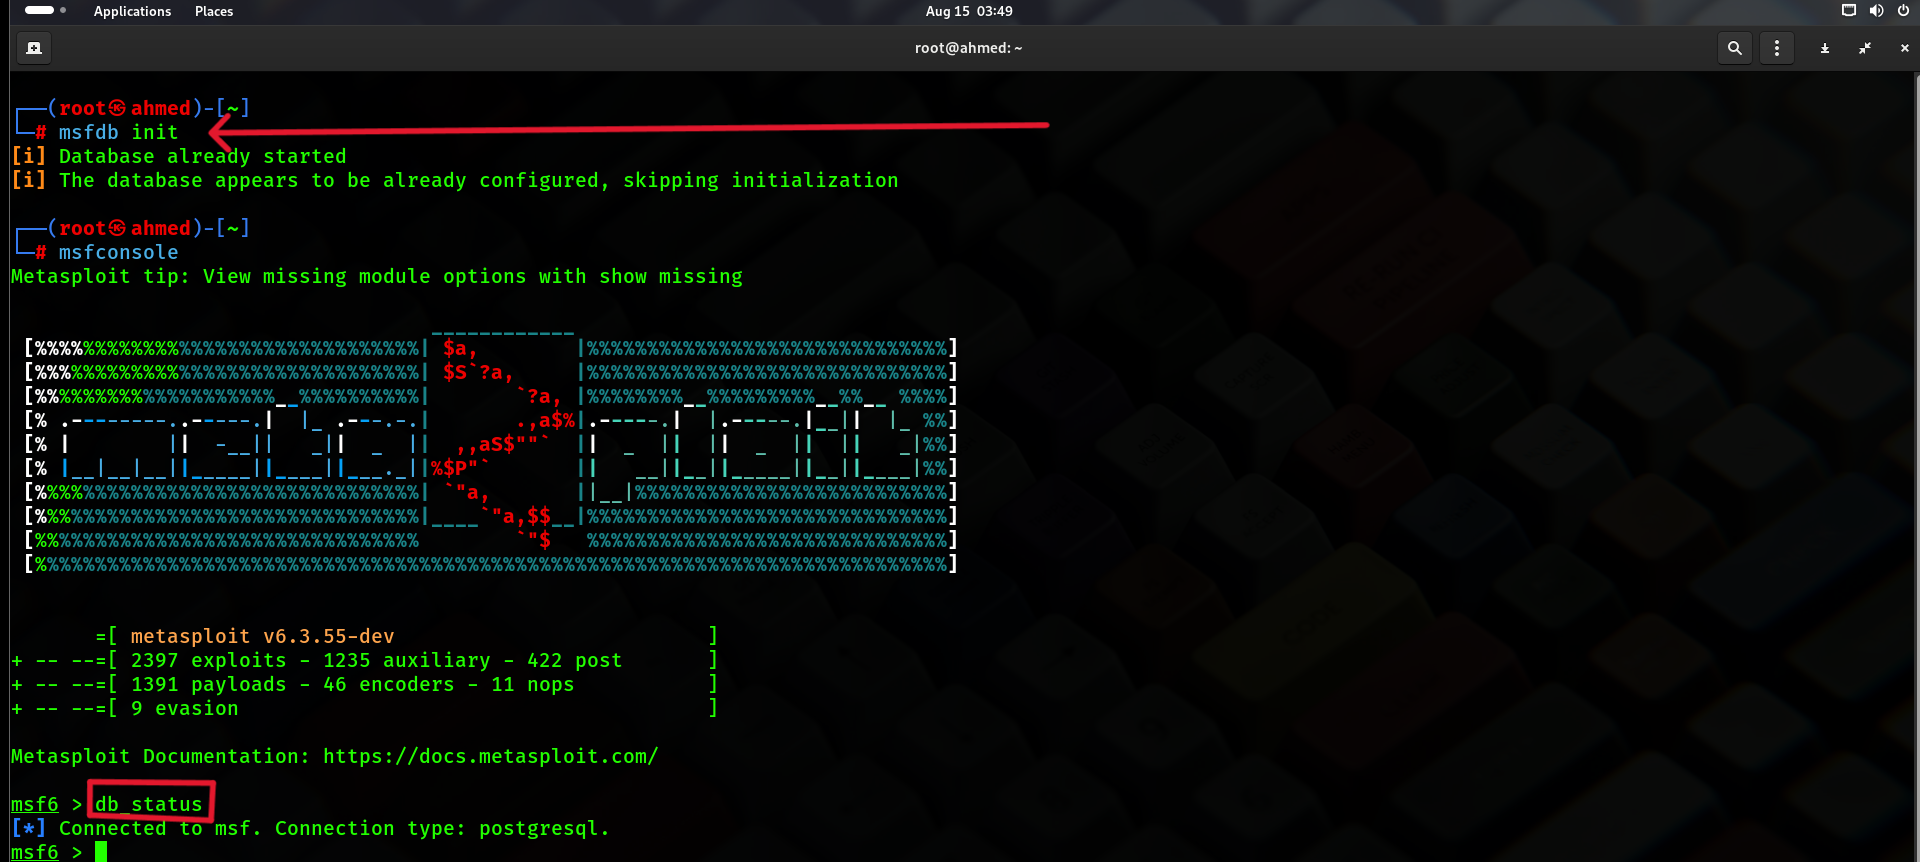 Applications Places Aug 15 03:49
root@ahmed: ~
┌──(root㉿ahmed)-[~]
└─# msfdb init
[i] Database already started
[i] The database appears to be already configured, skipping initialization
┌──(root㉿ahmed)-[~]
└─# msfconsole
Metasploit tip: View missing module options with show missing
=[ metasploit v6.3.55-dev ]
+ -- --=[ 2397 exploits - 1235 auxiliary - 422 post ]
+ -- --=[ 1391 payloads - 46 encoders - 11 nops ]
+ -- --=[ 9 evasion ]
Metasploit Documentation: https://docs.metasploit.com/
msf6 > db_status
[*] Connected to msf. Connection type: postgresql.
msf6 >